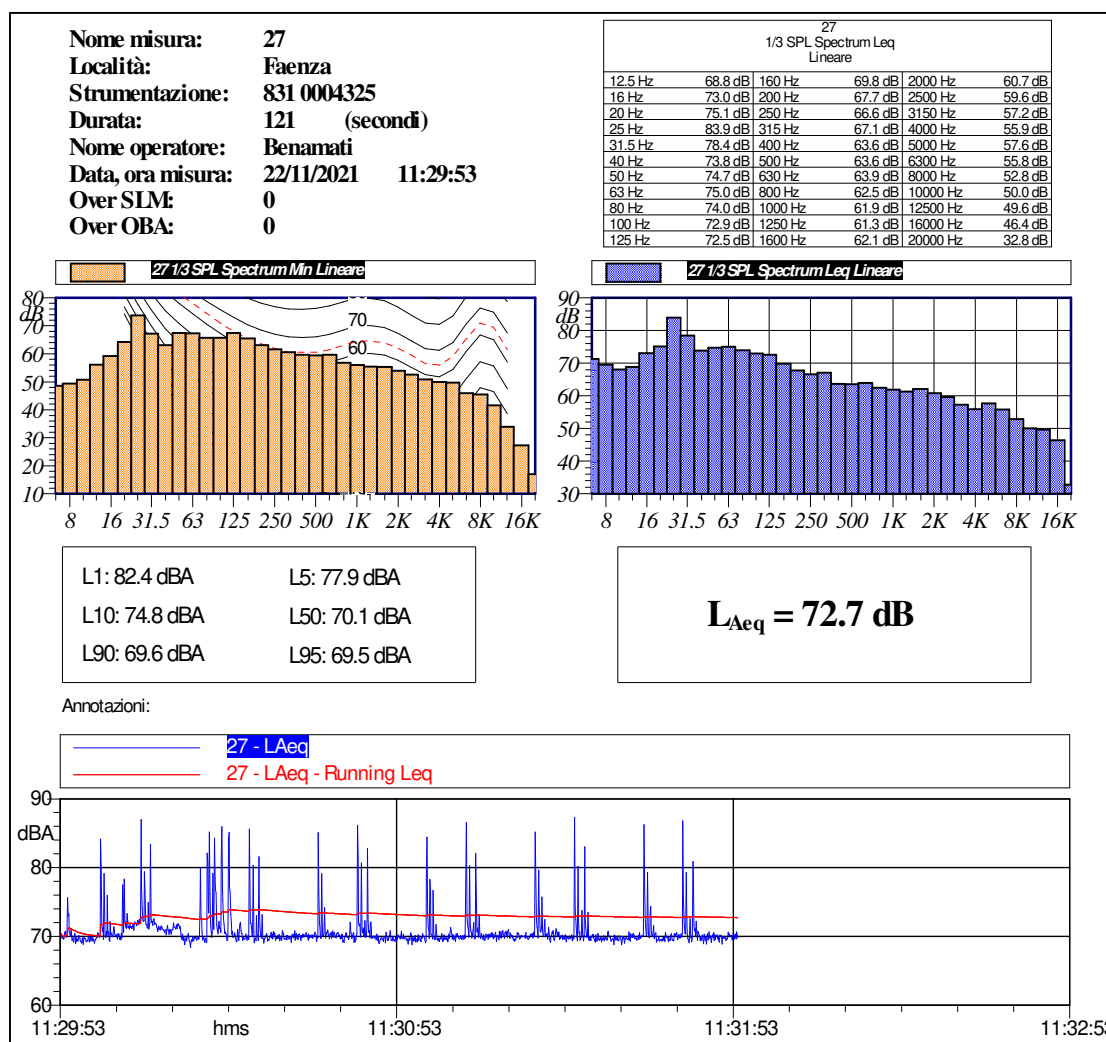 Nome misura: 27
Località: Faenza
Strumentazione: 831 0004325
Durata: 121 (secondi)
Nome operatore: Benamati
Data, ora misura: 22/11/2021 11:29:53
Over SLM: 0
Over OBA: 0
27
1/3 SPL Spectrum Leq
Lineare
12.5 Hz 68.8 dB 160 Hz 69.8 dB 2000 Hz 60.7 dB
16 Hz 73.0 dB 200 Hz 67.7 dB 2500 Hz 59.6 dB
20 Hz 75.1 dB 250 Hz 66.6 dB 3150 Hz 57.2 dB
25 Hz 83.9 dB 315 Hz 67.1 dB 4000 Hz 55.9 dB
31.5 Hz 78.4 dB 400 Hz 63.6 dB 5000 Hz 57.6 dB
40 Hz 73.8 dB 500 Hz 63.6 dB 6300 Hz 55.8 dB
50 Hz 74.7 dB 630 Hz 63.9 dB 8000 Hz 52.8 dB
63 Hz 75.0 dB 800 Hz 62.5 dB 10000 Hz 50.0 dB
80 Hz 74.0 dB 1000 Hz 61.9 dB 12500 Hz 49.6 dB
100 Hz 72.9 dB 1250 Hz 61.3 dB 16000 Hz 46.4 dB
125 Hz 72.5 dB 1600 Hz 62.1 dB 20000 Hz 32.8 dB
27 1/3 SPL Spectrum Min Lineare
80
dB
70
60
50
40
30
20
10
70
60
8 16 31.5 63 125 250 500 1K 2K 4K 8K 16K
27 1/3 SPL Spectrum Leq Lineare
90
dB
80
70
60
50
40
30
8 16 31.5 63 125 250 500 1K 2K 4K 8K 16K
L1: 82.4 dBA L5: 77.9 dBA
L10: 74.8 dBA L50: 70.1 dBA
L90: 69.6 dBA L95: 69.5 dBA
LAeq = 72.7 dB
Annotazioni:
27 - LAeq
27 - LAeq - Running Leq
90
dBA
80
70
60
11:29:53 hms 11:30:53 11:31:53 11:32:53